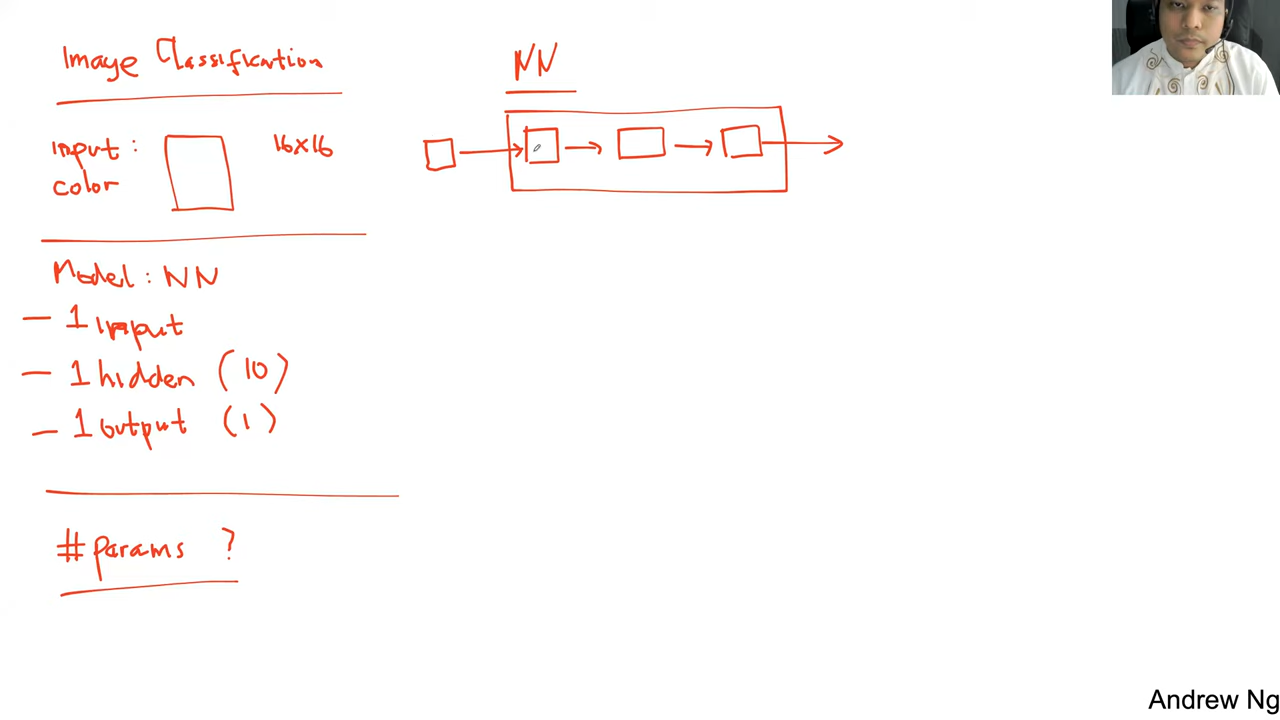 Image Classification
input : 16x16
color
Model : NN
- 1 input
- 1 hidden (10)
- 1 output (1)
#params ?
NN
Andrew Ng